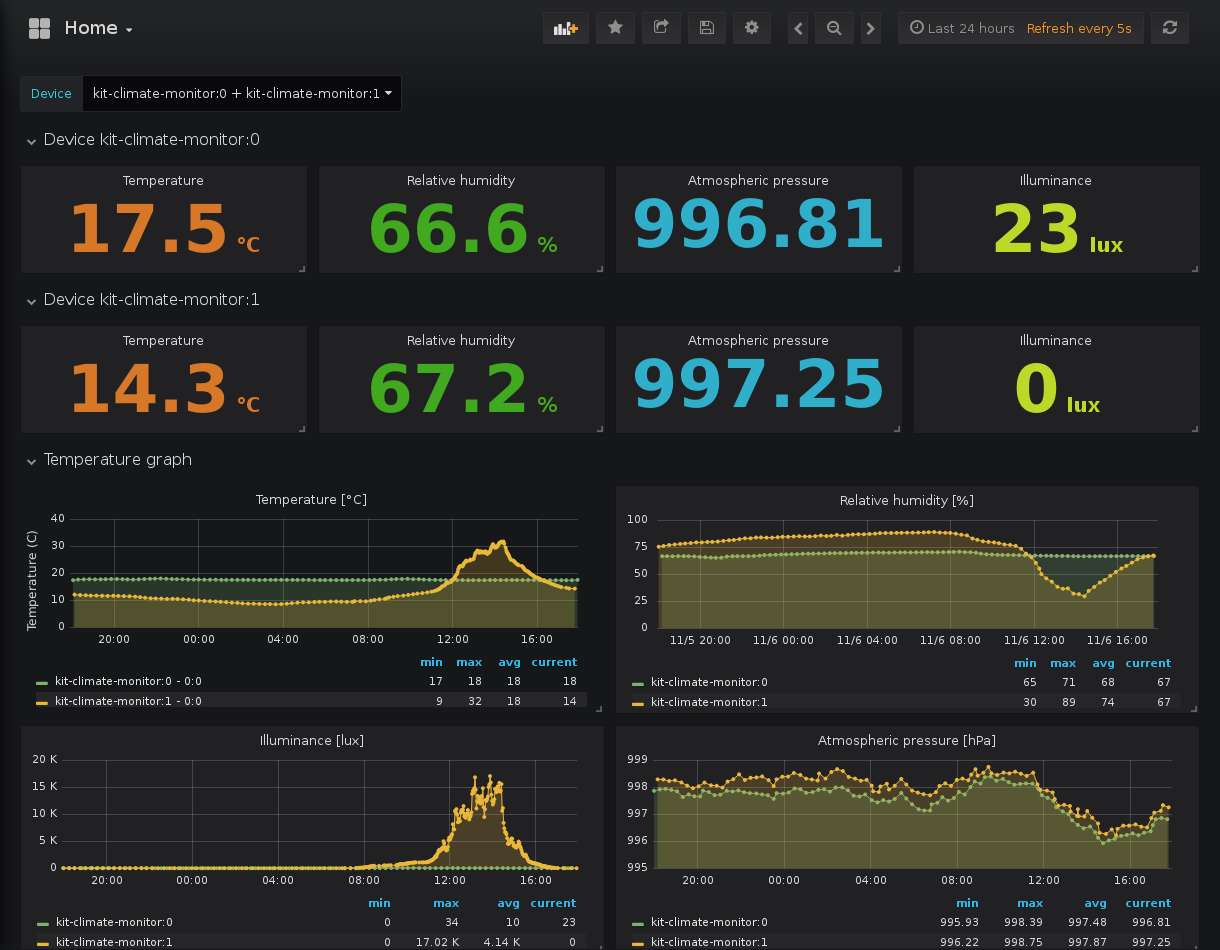 Home
Last 24 hours Refresh every 5s
Device kit-climate-monitor:0 + kit-climate-monitor:1
Device kit-climate-monitor:0
Temperature Relative humidity Atmospheric pressure Illuminance
17.5 °C 66.6 % 996.81 23 lux
Device kit-climate-monitor:1
Temperature Relative humidity Atmospheric pressure Illuminance
14.3 °C 67.2 % 997.25 0 lux
Temperature graph
Temperature [°C]
Temperature (C)
40
30
20
10
0
20:00 00:00 04:00 08:00 12:00 16:00
min max avg current
kit-climate-monitor:0 - 0:0 17 18 18 18
kit-climate-monitor:1 - 0:0 9 32 18 14
Relative humidity [%]
100
75
50
25
0
11/5 20:00 11/6 00:00 11/6 04:00 11/6 08:00 11/6 12:00 11/6 16:00
min max avg current
kit-climate-monitor:0 65 71 68 67
kit-climate-monitor:1 30 89 74 67
Illuminance [lux]
20 K
15 K
10 K
5 K
0
20:00 00:00 04:00 08:00 12:00 16:00
min max avg current
kit-climate-monitor:0 0 34 10 23
kit-climate-monitor:1 0 17.02 K 4.14 K 0
Atmospheric pressure [hPa]
999
998
997
996
995
20:00 00:00 04:00 08:00 12:00 16:00
min max avg current
kit-climate-monitor:0 995.93 998.39 997.48 996.81
kit-climate-monitor:1 996.22 998.75 997.87 997.25